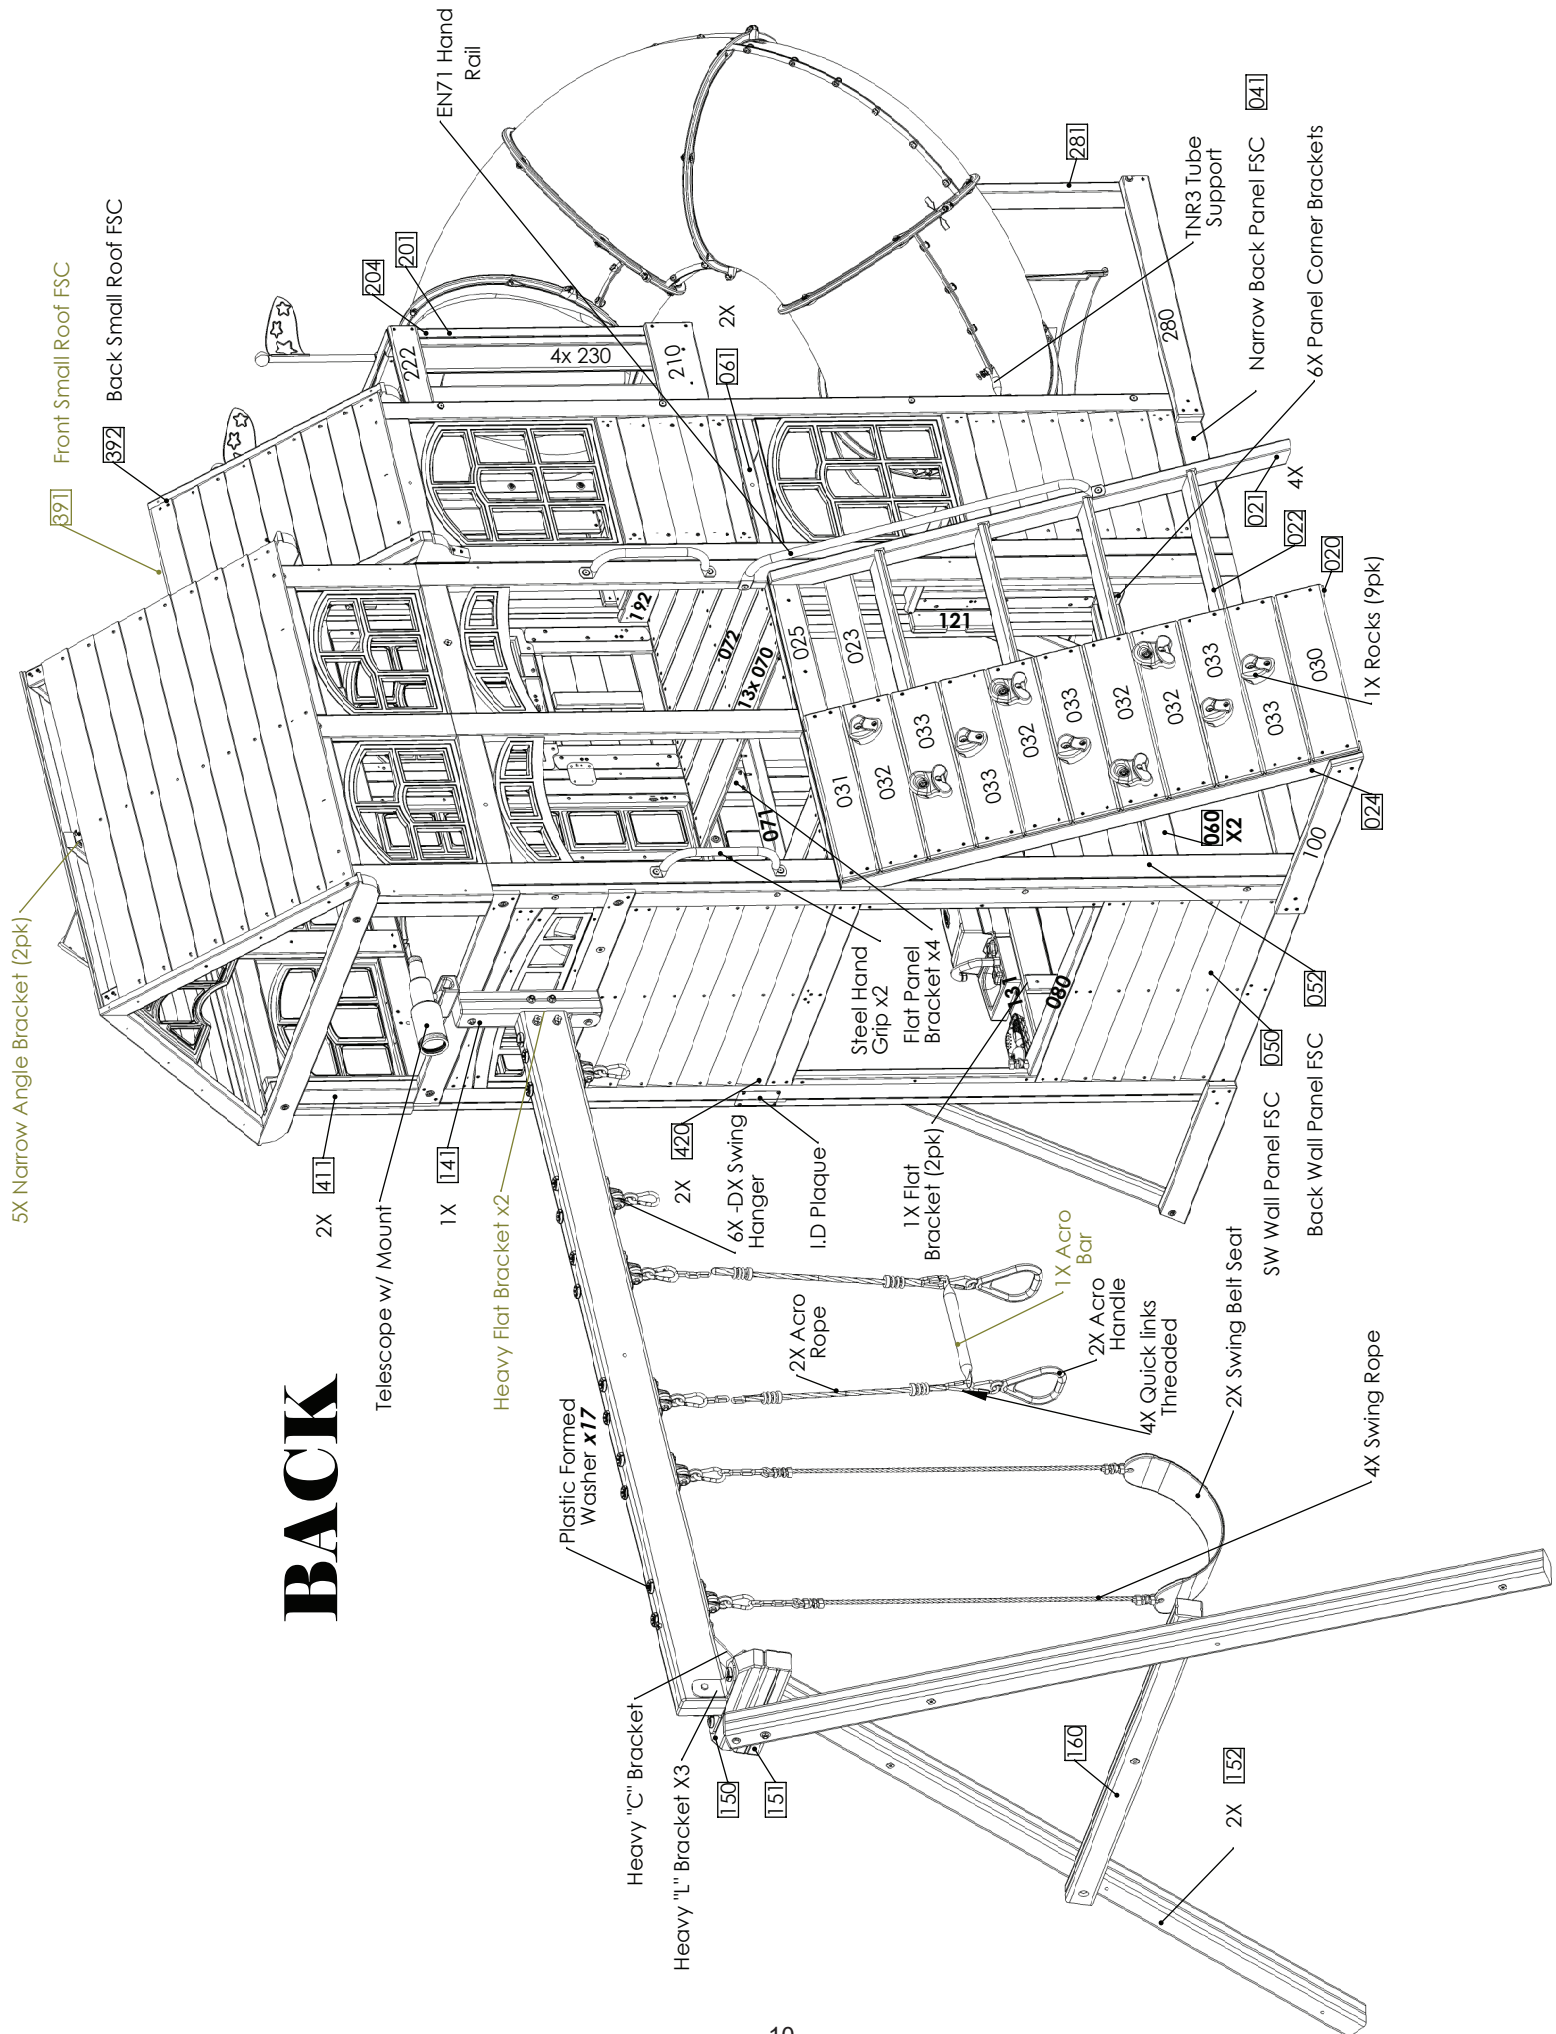 BACK
5X Narrow Angle Bracket (2pk)
391 Front Small Roof FSC
392 Back Small Roof FSC
EN71 Hand
Rail
204
201
222
4x 230
210
2X
061
281
TNR3 Tube
Support
280
Narrow Back Panel FSC 041
6X Panel Corner Brackets
021 4X
022
020
1X Rocks (9pk)
192
072
13x 070
071
121
025
023
031
032
033
033
032
033
032
032
033
033
030
024
060
X2
100
052
Back Wall Panel FSC
050
SW Wall Panel FSC
131
080
Steel Hand
Grip x2
Flat Panel
Bracket x4
1X Flat
Bracket (2pk)
I.D Plaque
2X 420
6X -DX Swing
Hanger
2X 411
Telescope w/ Mount
1X 141
Heavy Flat Bracket x2
Plastic Formed
Washer x17
2X Acro
Rope
1X Acro
Bar
2X Acro
Handle
4X Quick links
Threaded
2X Swing Belt Seat
4X Swing Rope
Heavy "C" Bracket
Heavy "L" Bracket X3
150
151
160
2X 152